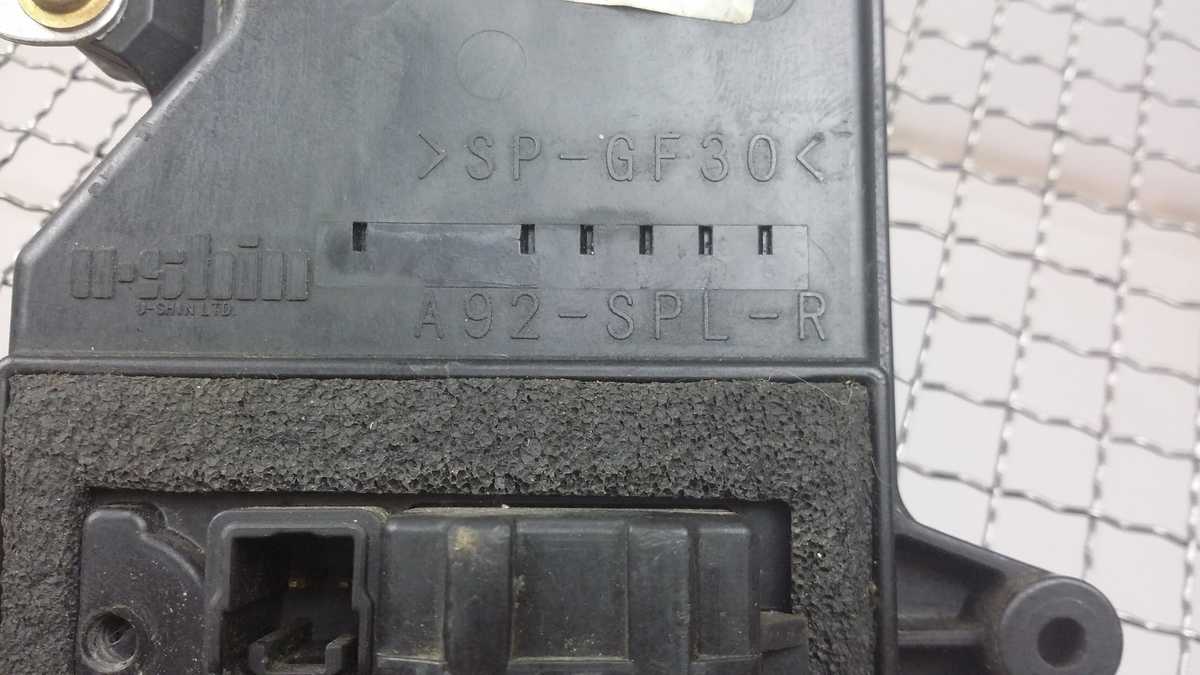 >SP-GF30<
u-shin
U-SHIN LTD.
A92-SPL-R